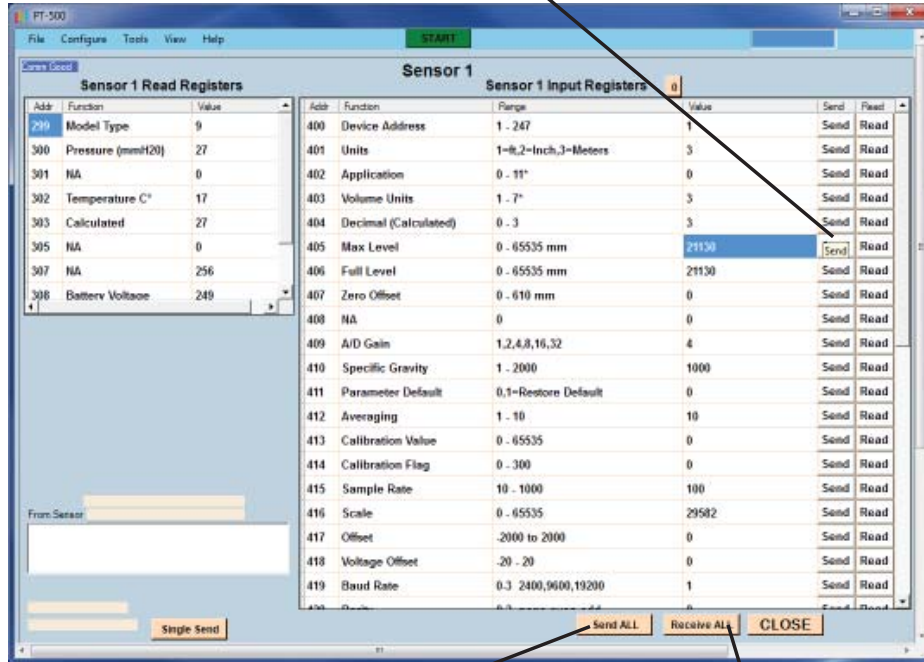 PT-500
File Configure Tools View Help START
Comm Good
Sensor 1
Sensor 1 Read Registers
Sensor 1 Input Registers 0
Addr Function Value
299 Model Type 9
300 Pressure (mmH20) 27
301 NA 0
302 Temperature C° 17
303 Calculated 27
305 NA 0
307 NA 256
308 Battery Voltage 249
Addr Function Range Value Send Read
400 Device Address 1 - 247 1 Send Read
401 Units 1=ft,2=Inch,3=Meters 3 Send Read
402 Application 0 - 11* 0 Send Read
403 Volume Units 1 - 7* 3 Send Read
404 Decimal (Calculated) 0 - 3 3 Send Read
405 Max Level 0 - 65535 mm 21130 Send Read
406 Full Level 0 - 65535 mm 21130 Send Read
407 Zero Offset 0 - 610 mm 0 Send Read
408 NA 0 0 Send Read
409 A/D Gain 1,2,4,8,16,32 4 Send Read
410 Specific Gravity 1 - 2000 1000 Send Read
411 Parameter Default 0,1=Restore Default 0 Send Read
412 Averaging 1 - 10 10 Send Read
413 Calibration Value 0 - 65535 0 Send Read
414 Calibration Flag 0 - 300 0 Send Read
415 Sample Rate 10 - 1000 100 Send Read
416 Scale 0 - 65535 29582 Send Read
417 Offset -2000 to 2000 0 Send Read
418 Voltage Offset -20 - 20 0 Send Read
419 Baud Rate 0-3 2400,9600,19200 1 Send Read
From Sensor
Single Send
Send ALL Receive ALL CLOSE